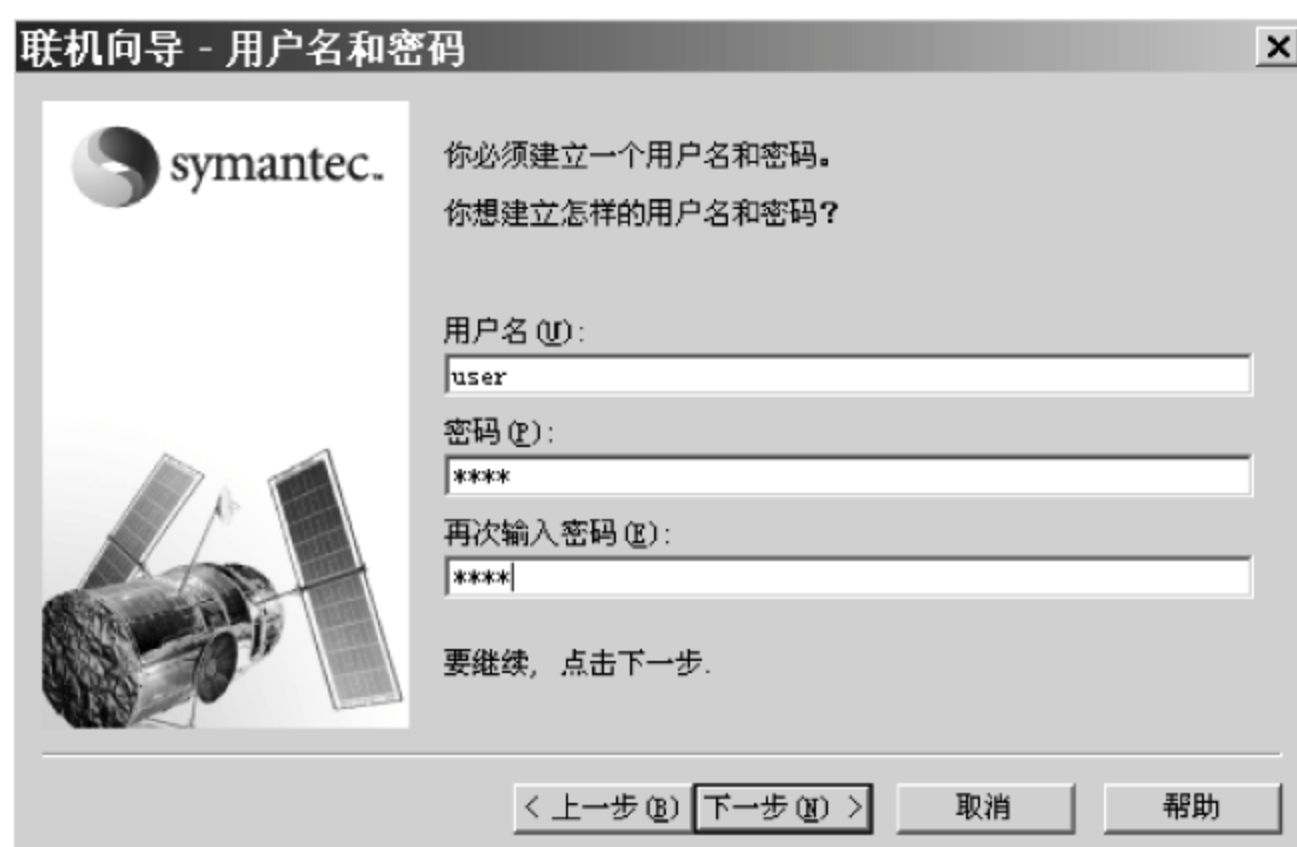 联机向导 - 用户名和密码
symantec.
你必须建立一个用户名和密码。
你想建立怎样的用户名和密码?
用户名(U):
user
密码(P):
****
再次输入密码(E):
****
要继续, 点击下一步.
< 上一步(B) 下一步(N) > 取消 帮助